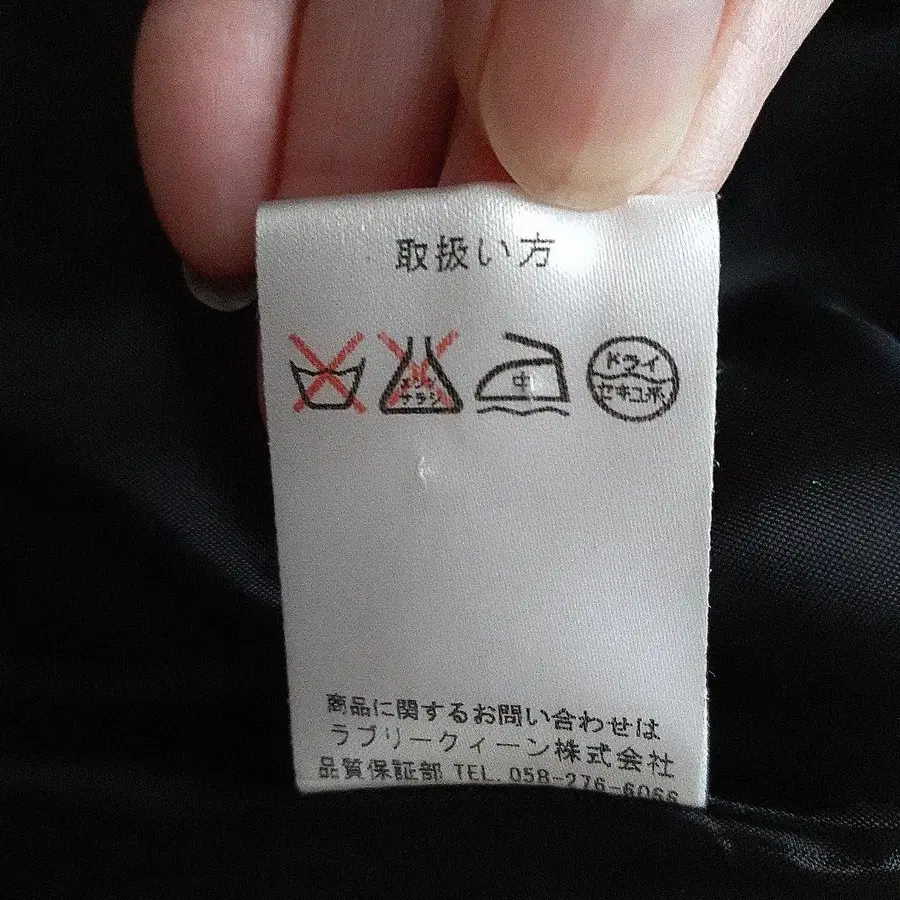 取扱い方
エンソ
サラシ
中
ドライ
セキユ系
商品に関するお問い合わせは
ラブリークィーン株式会社
品質保証部 TEL. 058-276-6066